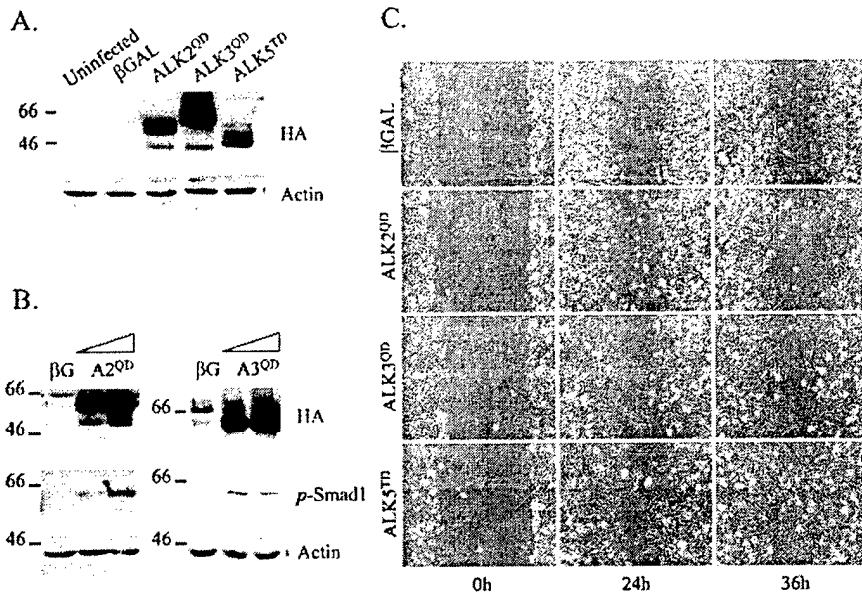 A.
Uninfected βGAL ALK2QD ALK3QD ALK5TD
66
46
HA
Actin
B.
βG A2QD
66
46
66
46
βG A3QD
66
66
46
HA
p-Smad1
Actin
C.
βGAL
ALK2QD
ALK3QD
ALK5TD
0h 24h 36h